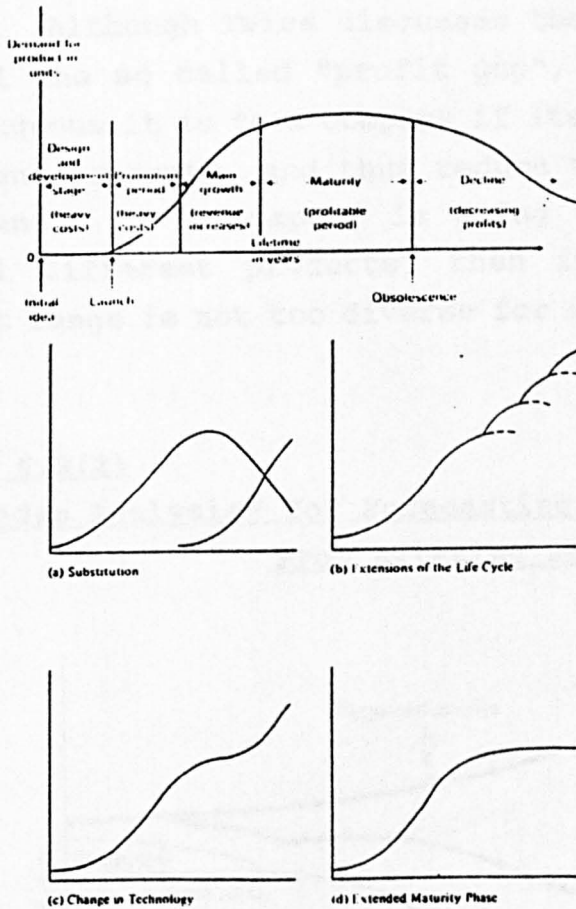 Demand for
product in
units
Design
and
development
stage
(heavy
costs)
period
(heavy
costs)
Main
growth
(revenue
increases)
Maturity
(profitable
period)
Decline
(decreasing
profits)
Lifetime
in years
0
Initial
idea
Launch
Obsolescence
(a) Substitution
(b) Extensions of the Life Cycle
(c) Change in Technology
(d) Extended Maturity Phase